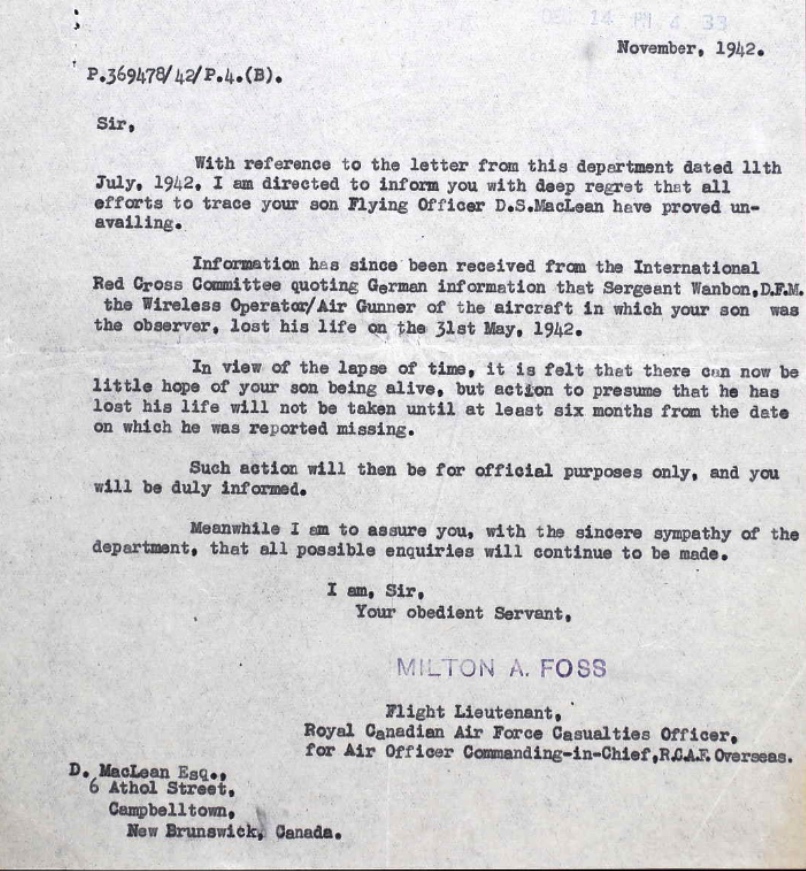 DEC 14 PM 4 33
November, 1942.
P.369478/42/P.4.(B).
Sir,
With reference to the letter from this department dated 11th
July, 1942, I am directed to inform you with deep regret that all
efforts to trace your son Flying Officer D.S.MacLean have proved un-
availing.
Information has since been received from the International
Red Cross Committee quoting German information that Sergeant Wanbon,D.F.M.
the Wireless Operator/Air Gunner of the aircraft in which your son was
the observer, lost his life on the 31st May, 1942.
In view of the lapse of time, it is felt that there can now be
little hope of your son being alive, but action to presume that he has
lost his life will not be taken until at least six months from the date
on which he was reported missing.
Such action will then be for official purposes only, and you
will be duly informed.
Meanwhile I am to assure you, with the sincere sympathy of the
department, that all possible enquiries will continue to be made.
I am, Sir,
Your obedient Servant,
MILTON A. FOSS
Flight Lieutenant,
Royal Canadian Air Force Casualties Officer,
for Air Officer Commanding-in-Chief,R.C.A.F. Overseas.
D. MacLean Esq.,
6 Athol Street,
Campbelltown,
New Brunswick, Canada.